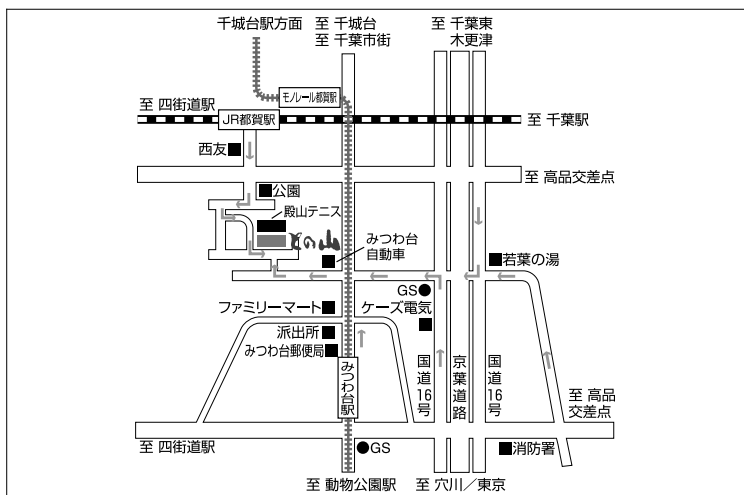 千城台駅方面
至 千城台
至 千葉市街
至 千葉東
木更津
モノレール都賀駅
至 四街道駅
JR都賀駅
至 千葉駅
西友
至 高品交差点
公園
殿山テニス
みつわ台
自動車
若葉の湯
GS
ファミリーマート
ケーズ電気
派出所
みつわ台郵便局
みつわ台駅
国道16号
京葉道路
国道16号
至 高品
交差点
至 四街道駅
GS
消防署
至 動物公園駅
至 穴川／東京